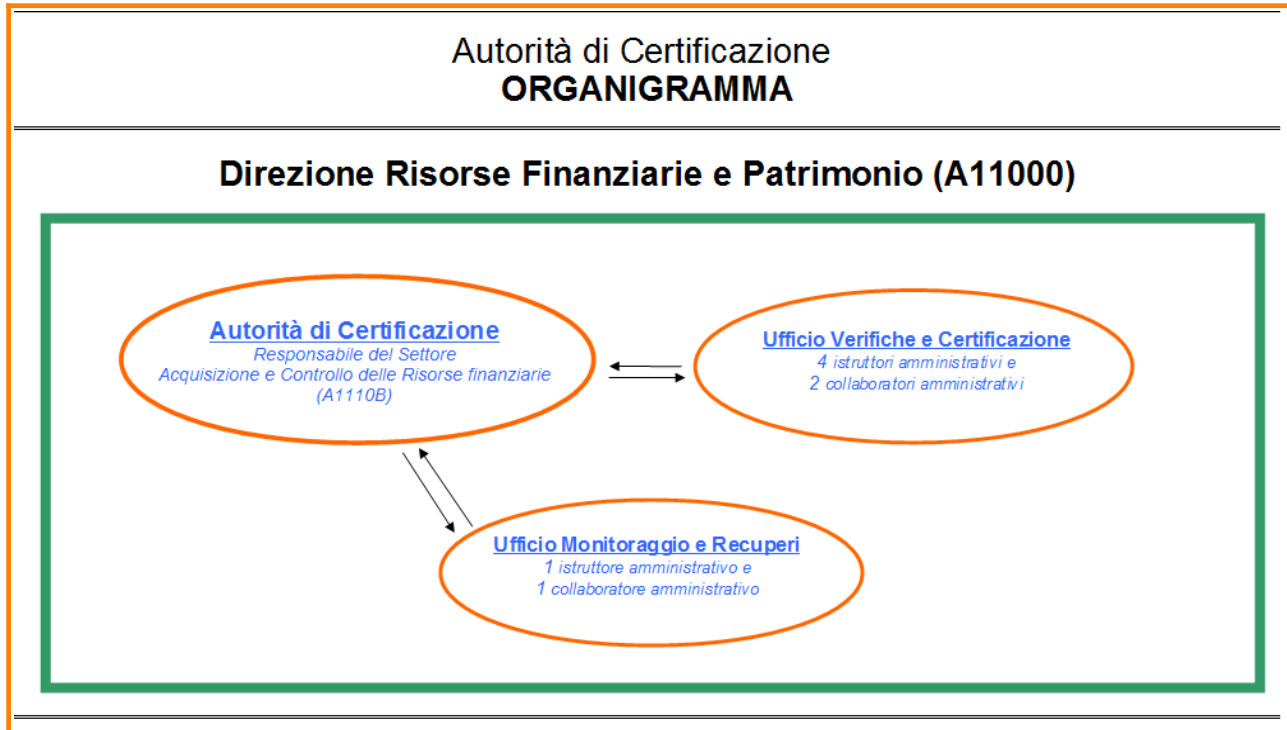 Autorità di Certificazione
ORGANIGRAMMA
Direzione Risorse Finanziarie e Patrimonio (A11000)
Autorità di Certificazione
Responsabile del Settore
Acquisizione e Controllo delle Risorse finanziarie
(A1110B)
Ufficio Verifiche e Certificazione
4 istruttori amministrativi e
2 collaboratori amministrativi
Ufficio Monitoraggio e Recuperi
1 istruttore amministrativo e
1 collaboratore amministrativo